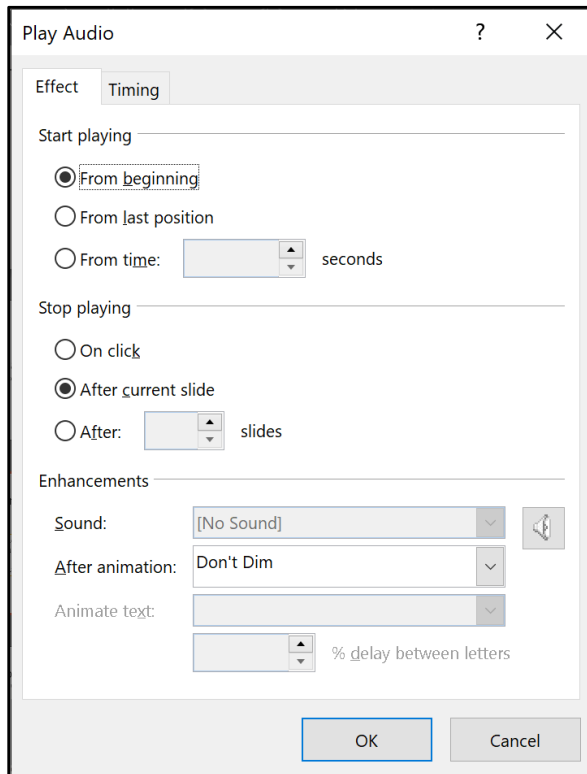 Play Audio ?
Effect Timing
Start playing
From beginning
From last position
From time: seconds
Stop playing
On click
After current slide
After: slides
Enhancements
Sound: [No Sound]
After animation: Don't Dim
Animate text:
% delay between letters
OK Cancel